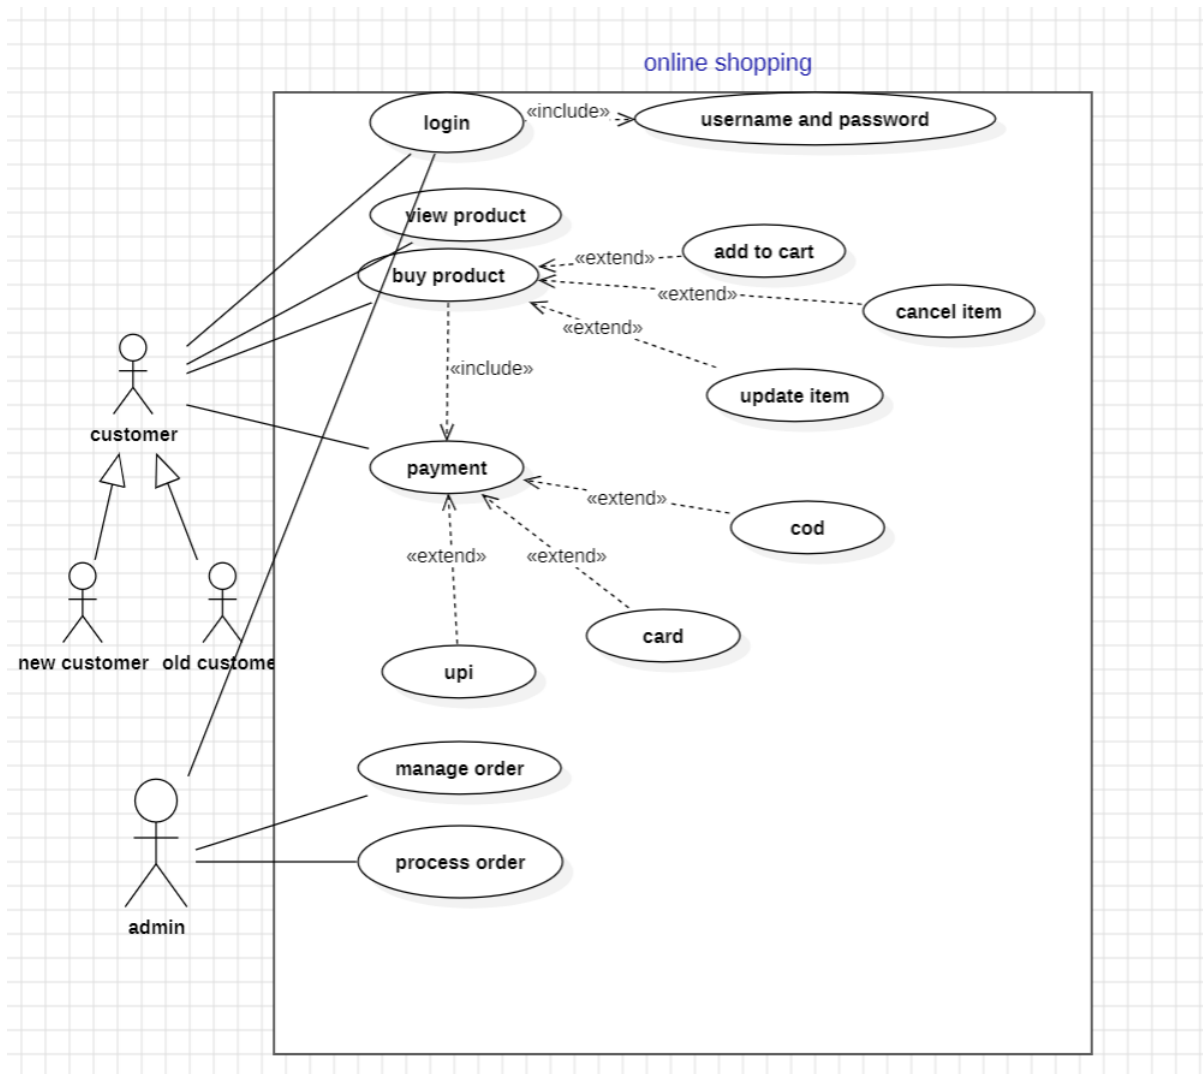 online shopping
login
«include»
username and password
view product
buy product
«extend»
add to cart
«extend»
cancel item
«extend»
«include»
update item
customer
payment
«extend»
cod
«extend»
«extend»
card
new customer
old custome
upi
manage order
process order
admin